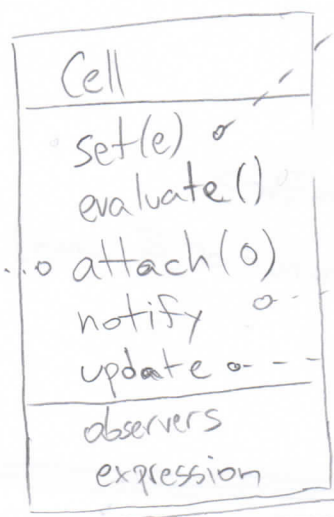 Cell
set(e)
evaluate()
attach(o)
notify
update
observers
expression